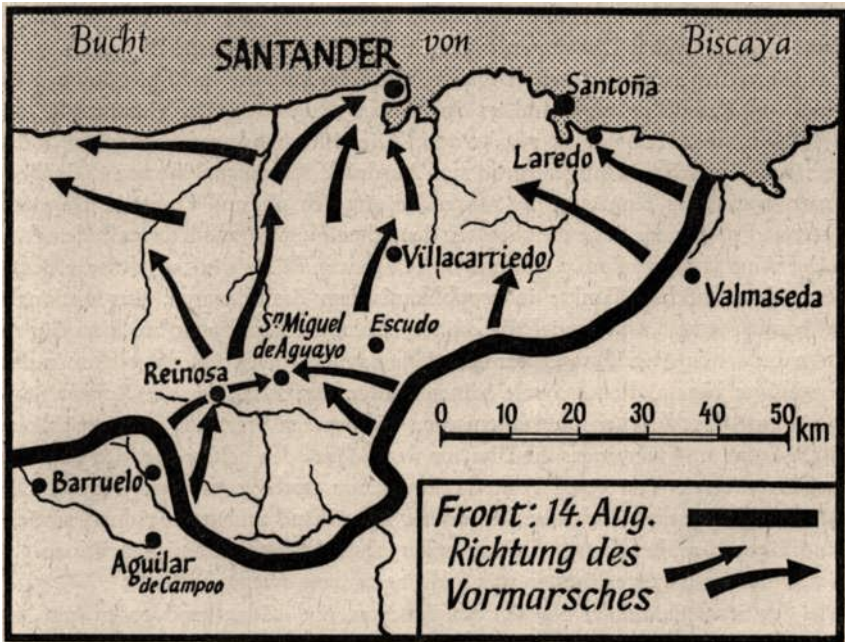 Bucht von Biscaya
SANTANDER
Santoña
Laredo
Villacarriedo
Valmaseda
Sn Miguel
de Aguayo
Escudo
Reinosa
0 10 20 30 40 50
km
Barruelo
Aguilar
de Campoo
Front: 14. Aug.
Richtung des
Vormarsches